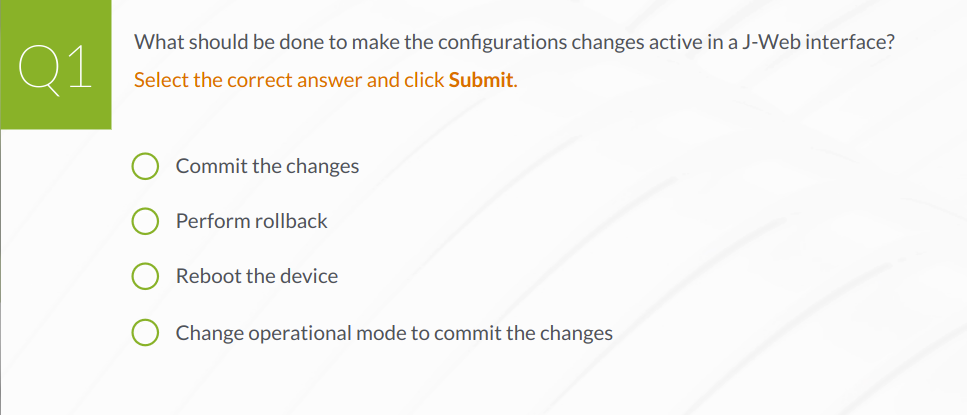 Q1
What should be done to make the configurations changes active in a J-Web interface?
Select the correct answer and click Submit.
Commit the changes
Perform rollback
Reboot the device
Change operational mode to commit the changes